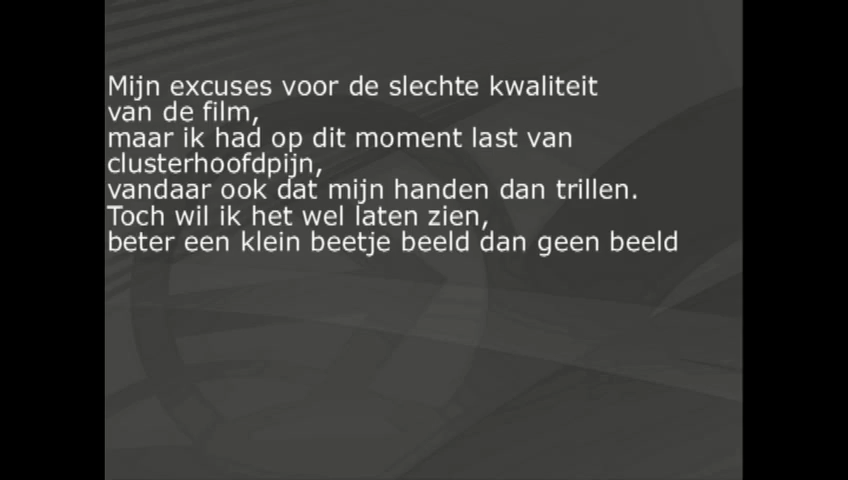 Mijn excuses voor de slechte kwaliteit
van de film,
maar ik had op dit moment last van
clusterhoofdpijn,
vandaar ook dat mijn handen dan trillen.
Toch wil ik het wel laten zien,
beter een klein beetje beeld dan geen beeld